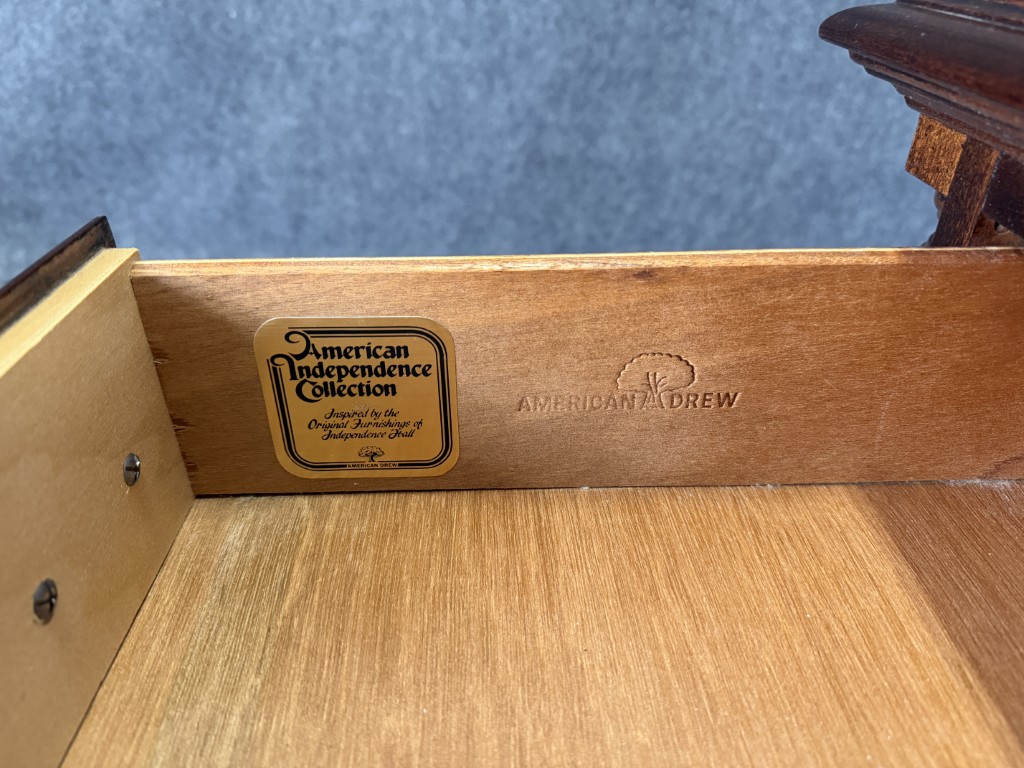 American
Independence
Collection
Inspired by the
Original Furnishings of
Independence Hall
AMERICAN DREW
AMERICAN DREW